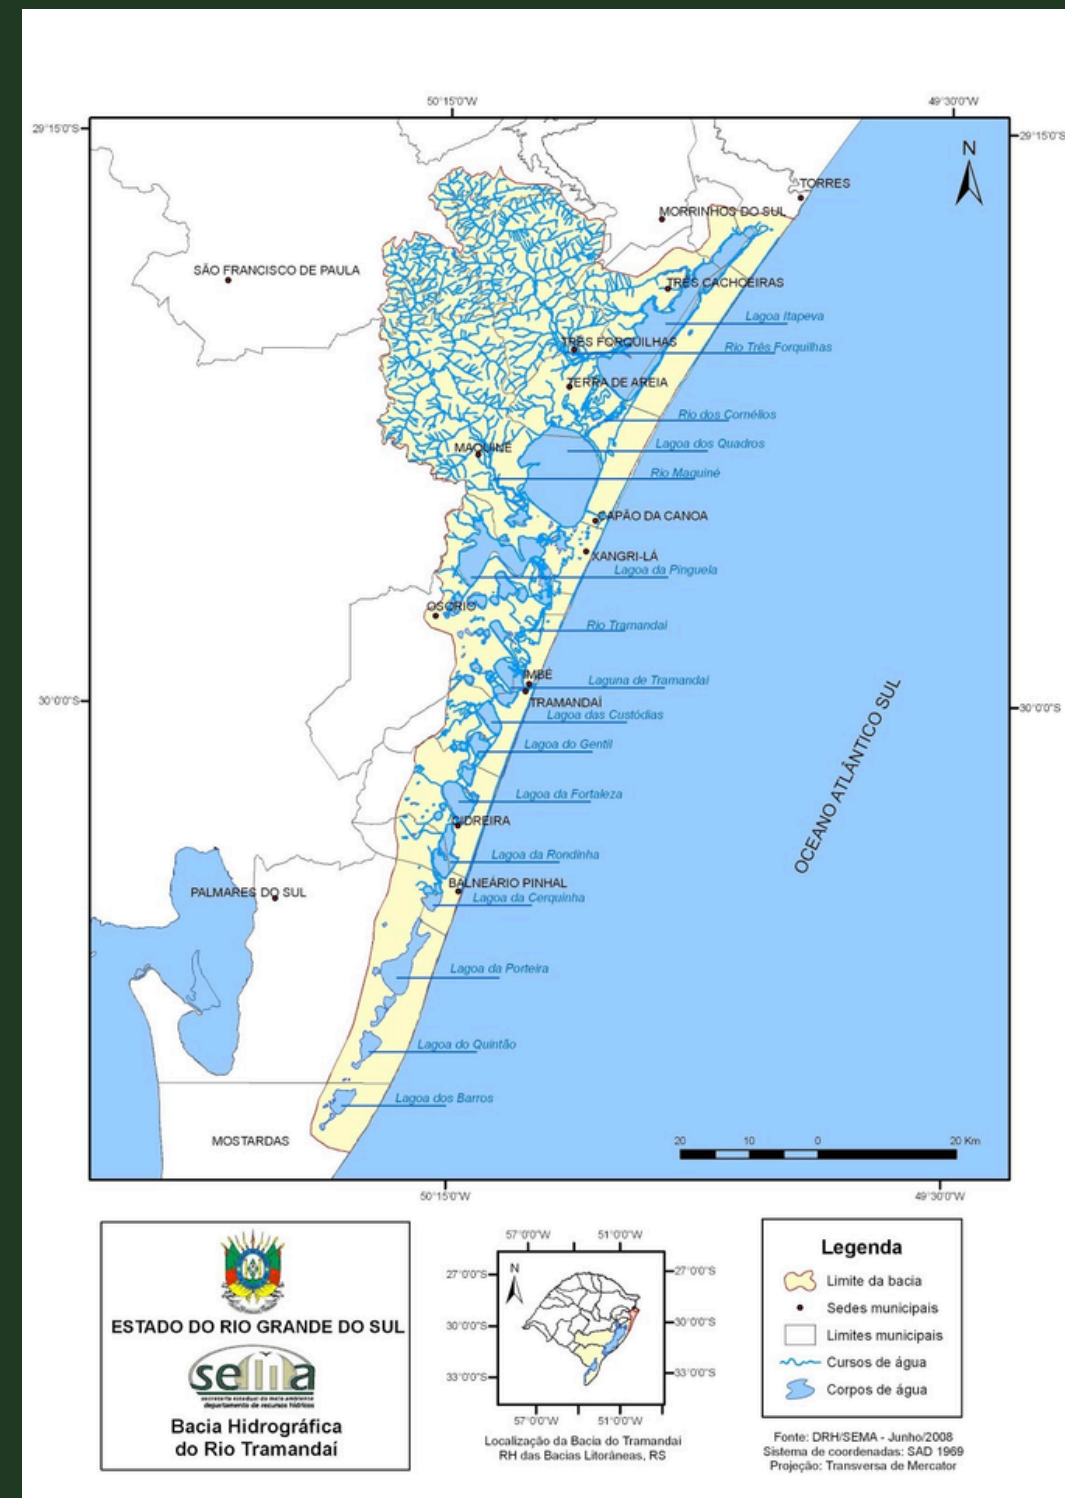 50°15'0"W
49°30'0"W
29°15'0"S
29°15'0"S
N
TORRES
MORRINHOS DO SUL
SÃO FRANCISCO DE PAULA
TRÊS CACHOEIRAS
Lagoa Itapeva
TRÊS FORQUILHAS
Rio Três Forquilhas
TERRA DE AREIA
Rio dos Cornélios
Lagoa dos Quadros
MAQUINÉ
Rio Maquiné
CAPÃO DA CANOA
XANGRI-LÁ
Lagoa da Pinguela
OSÓRIO
Rio Tramandaí
IMBÉ
Laguna de Tramandaí
30°0'0"S
TRAMANDAÍ
30°0'0"S
Lagoa das Custódias
Lagoa do Gentil
OCEANO ATLÂNTICO SUL
Lagoa da Fortaleza
CIDREIRA
Lagoa da Rondinha
BALNEÁRIO PINHAL
PALMARES DO SUL
Lagoa da Cerquinha
Lagoa da Porteira
Lagoa do Quintão
Lagoa dos Barros
MOSTARDAS
20 10 0 20 Km
50°15'0"W
49°30'0"W
ESTADO DO RIO GRANDE DO SUL
sema
secretaria estadual do meio ambiente
departamento de recursos hídricos
Bacia Hidrográfica
do Rio Tramandaí
57°0'0"W 51°0'0"W
N
27°0'0"S
27°0'0"S
30°0'0"S
30°0'0"S
33°0'0"S
33°0'0"S
57°0'0"W 51°0'0"W
Localização da Bacia do Tramandaí
RH das Bacias Litorâneas, RS
Legenda
Limite da bacia
Sedes municipais
Limites municipais
Cursos de água
Corpos de água
Fonte: DRH/SEMA - Junho/2008
Sistema de coordenadas: SAD 1969
Projeção: Transversa de Mercator